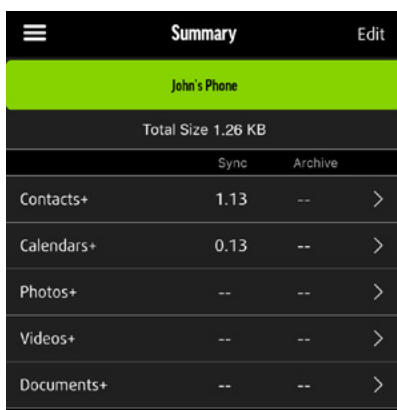 Summary Edit
John's Phone
Total Size 1.26 KB
Sync Archive
Contacts+ 1.13 --
Calendars+ 0.13 --
Photos+ -- --
Videos+ -- --
Documents+ -- --